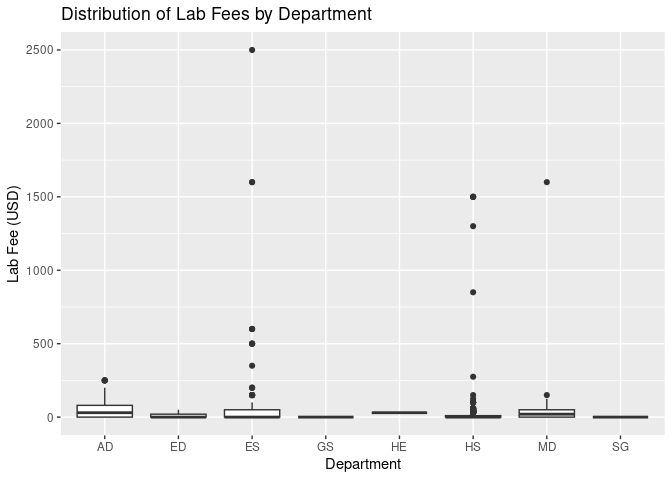 Distribution of Lab Fees by Department
Lab Fee (USD)
2500
2000
1500
1000
500
0
AD ED ES GS HE HS MD SG
Department